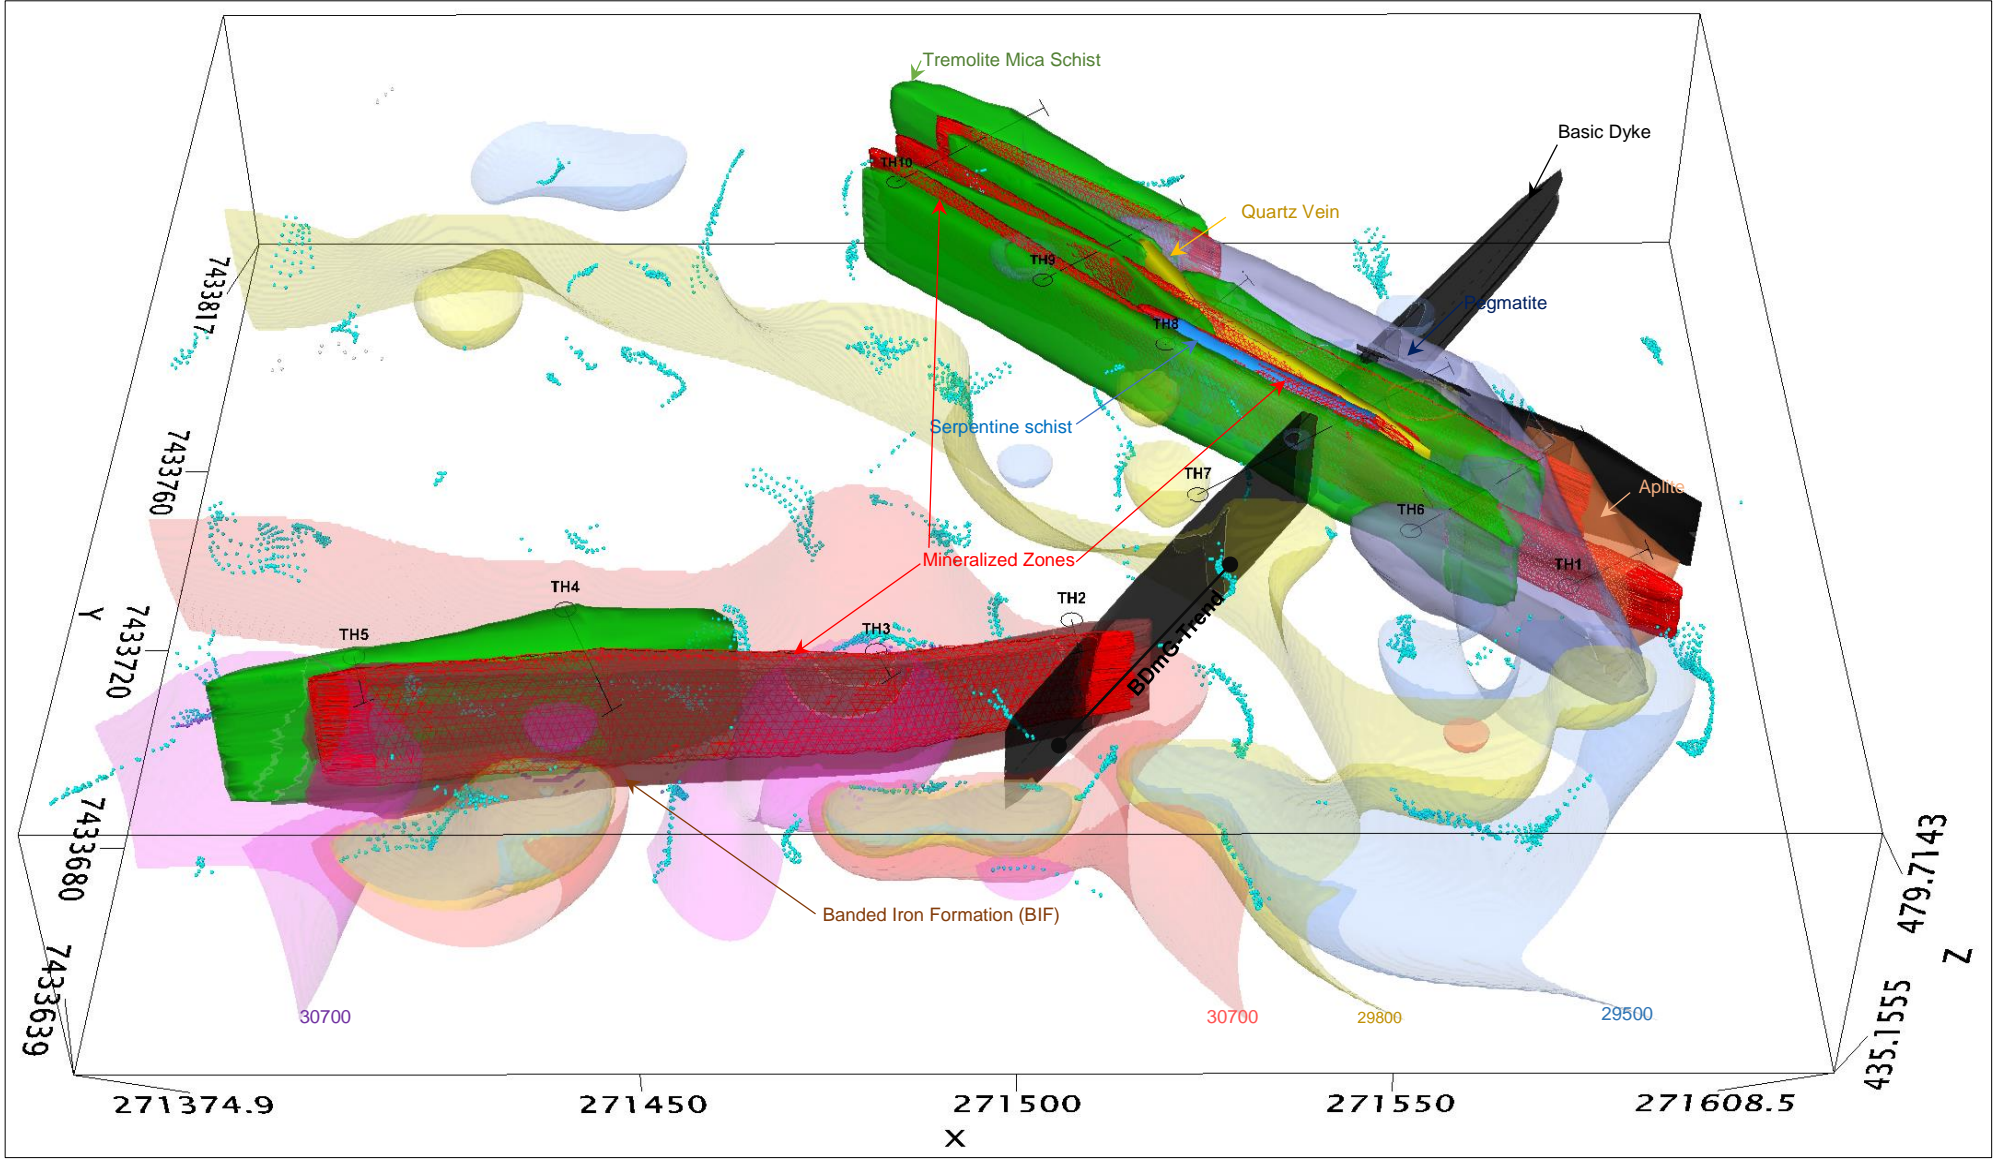 Tremolite Mica Schist
Basic Dyke
TH10
Quartz Vein
TH9
7433817
Pegmatite
TH8
Serpentine schist
7433760
TH7
Aplite
TH6
Mineralized Zones
TH1
TH4
TH2
Y
7433720
TH5
TH3
BDmG-Trend
7433680
479.7143
Banded Iron Formation (BIF)
Z
7433639
30700
30700
29800
29500
435.1555
271374.9
271450
271500
271550
271608.5
X